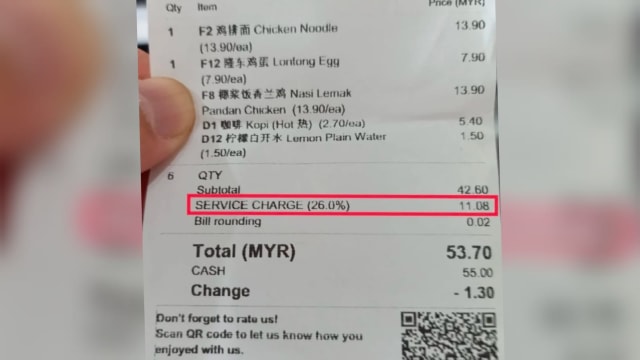 Qty Item Price (MYR)
1 F2 鸡排面 Chicken Noodle 13.90
(13.90/ea)
1 F12 隆东鸡蛋 Lontong Egg 7.90
(7.90/ea)
F8 椰浆饭香兰鸡 Nasi Lemak 13.90
Pandan Chicken (13.90/ea)
D1 咖啡 Kopi (Hot 热) (2.70/ea) 5.40
D12 柠檬白开水 Lemon Plain Water 1.50
(1.50/ea)
6 QTY
Subtotal 42.60
SERVICE CHARGE (26.0%) 11.08
Bill rounding 0.02
Total (MYR) 53.70
CASH 55.00
Change - 1.30
Don't forget to rate us!
Scan QR code to let us know how you
enjoyed with us.